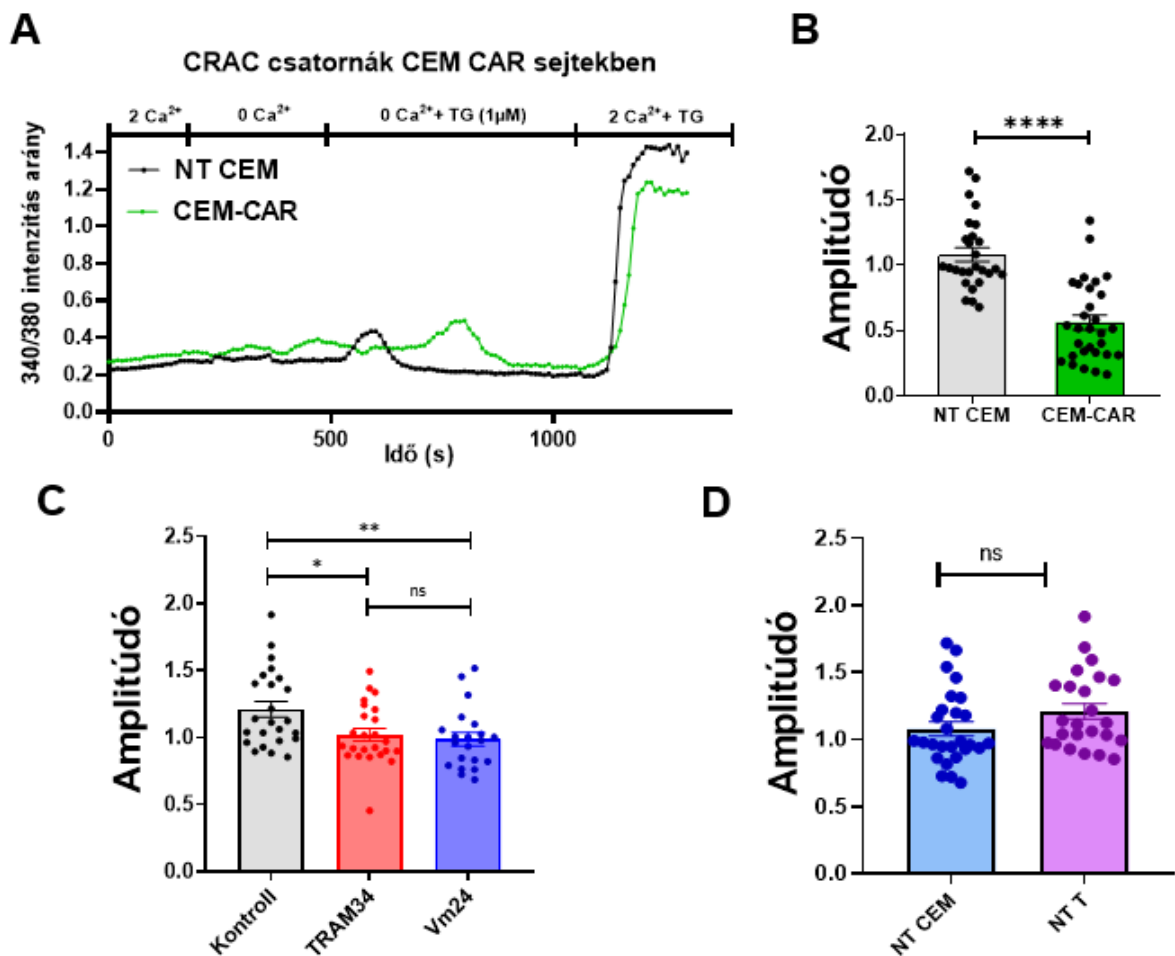 A
CRAC csatornák CEM CAR sejtekben
2 Ca²⁺ 0 Ca²⁺ 0 Ca²⁺+ TG (1µM) 2 Ca²⁺ + TG
340/380 intenzitás arány
1.4
1.2
1.0
0.8
0.6
0.4
0.2
0.0
NT CEM
CEM-CAR
0 500 1000
Idő (s)
B
Amplitúdó
2.0
1.5
1.0
0.5
0.0
****
NT CEM CEM-CAR
C
Amplitúdó
2.5
2.0
1.5
1.0
0.5
0.0
**
*
ns
Kontroll TRAM34 Vm24
D
Amplitúdó
2.5
2.0
1.5
1.0
0.5
0.0
ns
NT CEM NT T